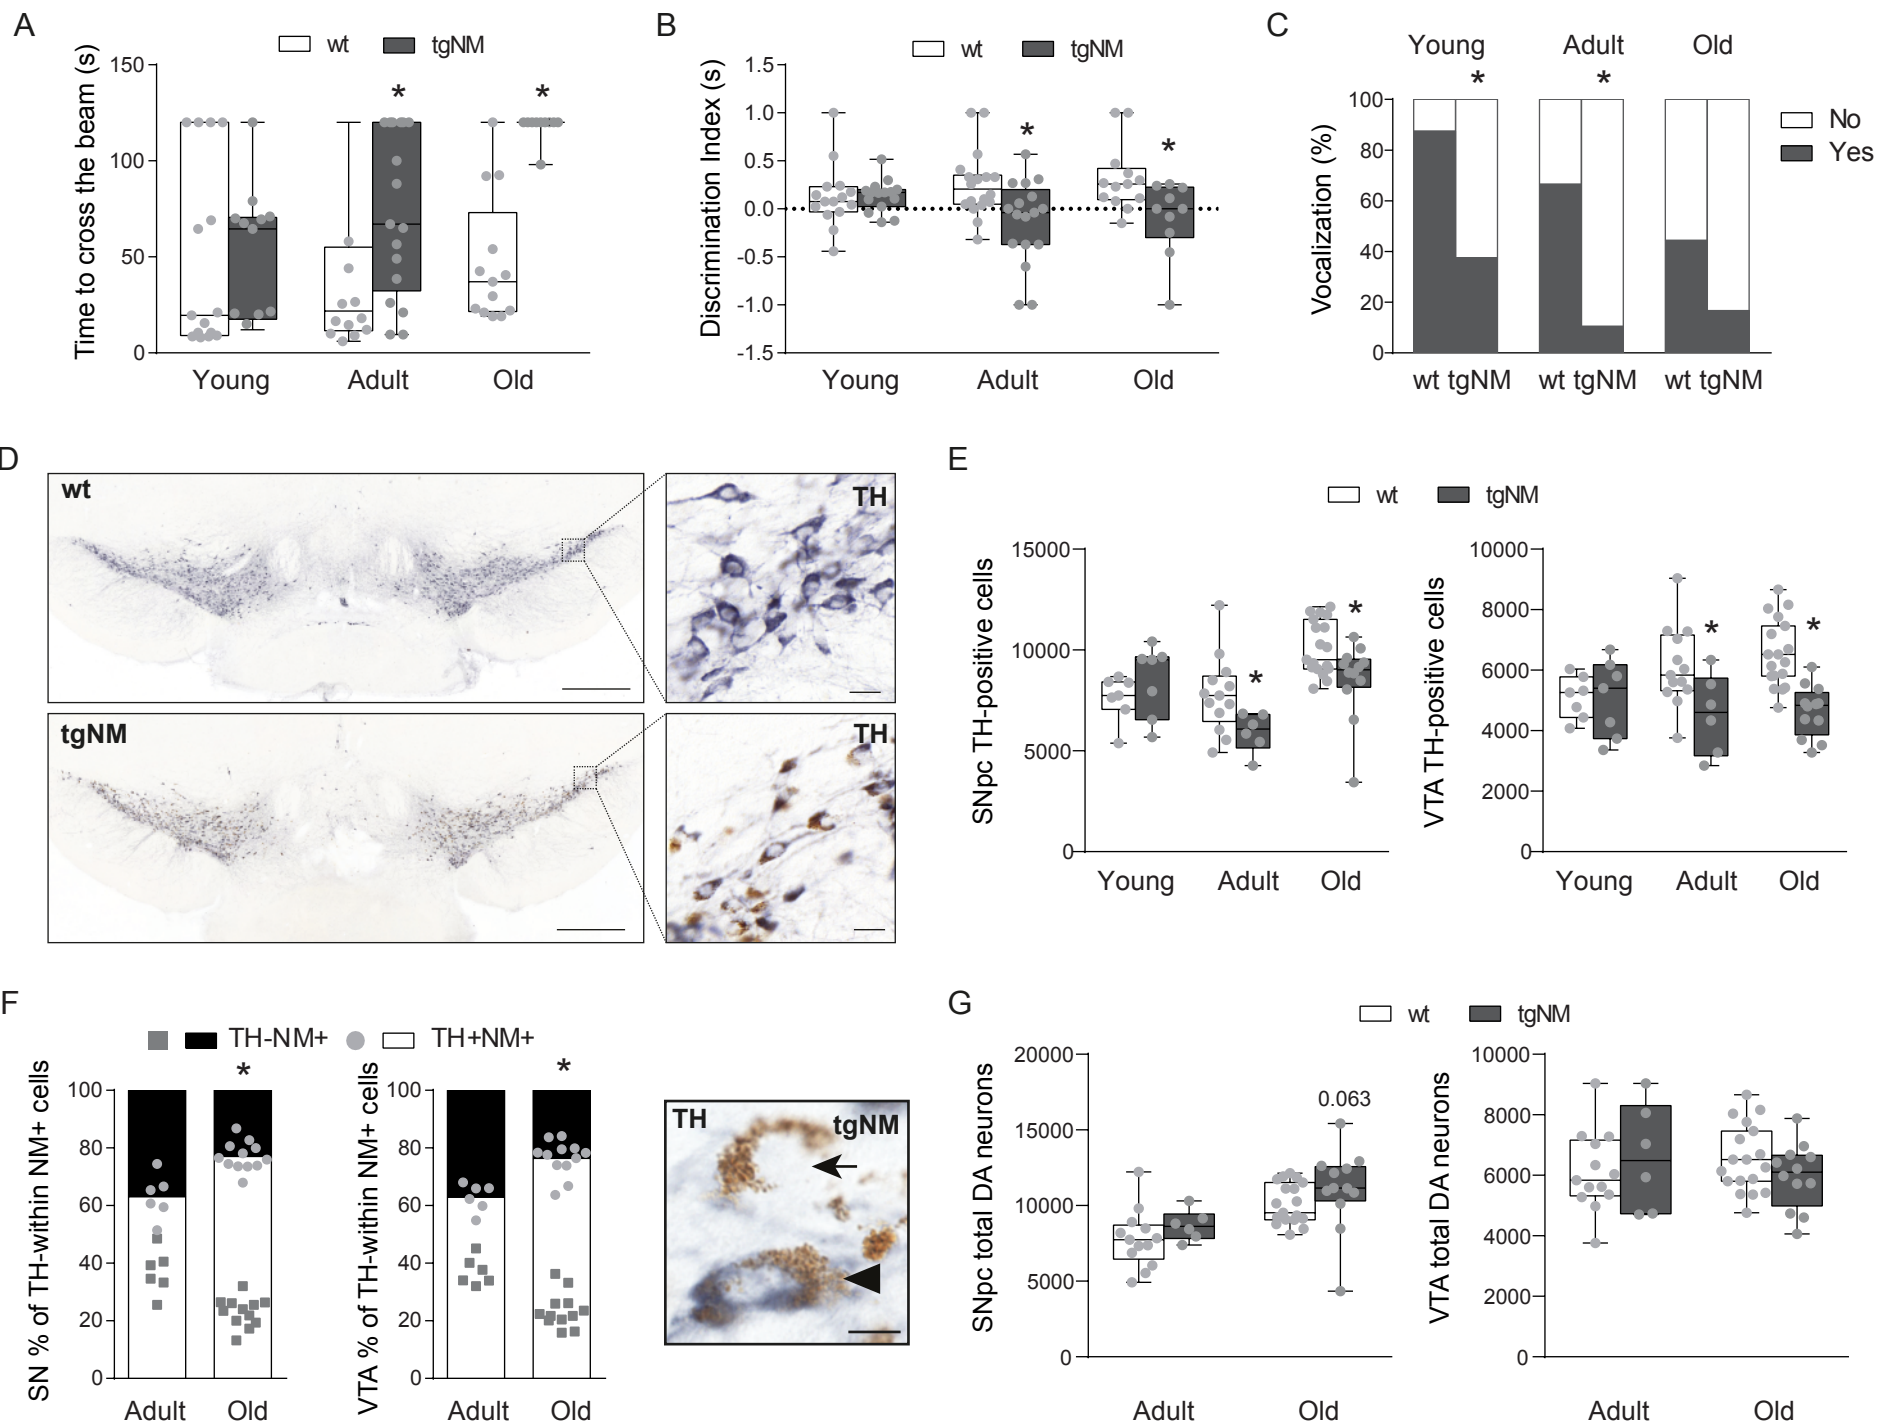 A
wt tgNM
Time to cross the beam (s)
150
100
50
0
* *
Young Adult Old
B
wt tgNM
Discrimination Index (s)
1.5
1.0
0.5
0.0
-0.5
-1.0
-1.5
* *
Young Adult Old
C
Young Adult Old
* *
Vocalization (%)
100
80
60
40
20
0
No
Yes
wt tgNM wt tgNM wt tgNM
D
wt
TH
tgNM
TH
E
wt tgNM
SNpc TH-positive cells
15000
10000
5000
0
* *
Young Adult Old
VTA TH-positive cells
10000
8000
6000
4000
2000
0
* *
Young Adult Old
F
TH-NM+ TH+NM+
SN % of TH-within NM+ cells
100
80
60
40
20
0
*
Adult Old
VTA % of TH-within NM+ cells
100
80
60
40
20
0
*
Adult Old
TH tgNM
G
wt tgNM
SNpc total DA neurons
20000
15000
10000
5000
0
0.063
Adult Old
VTA total DA neurons
10000
8000
6000
4000
2000
0
Adult Old